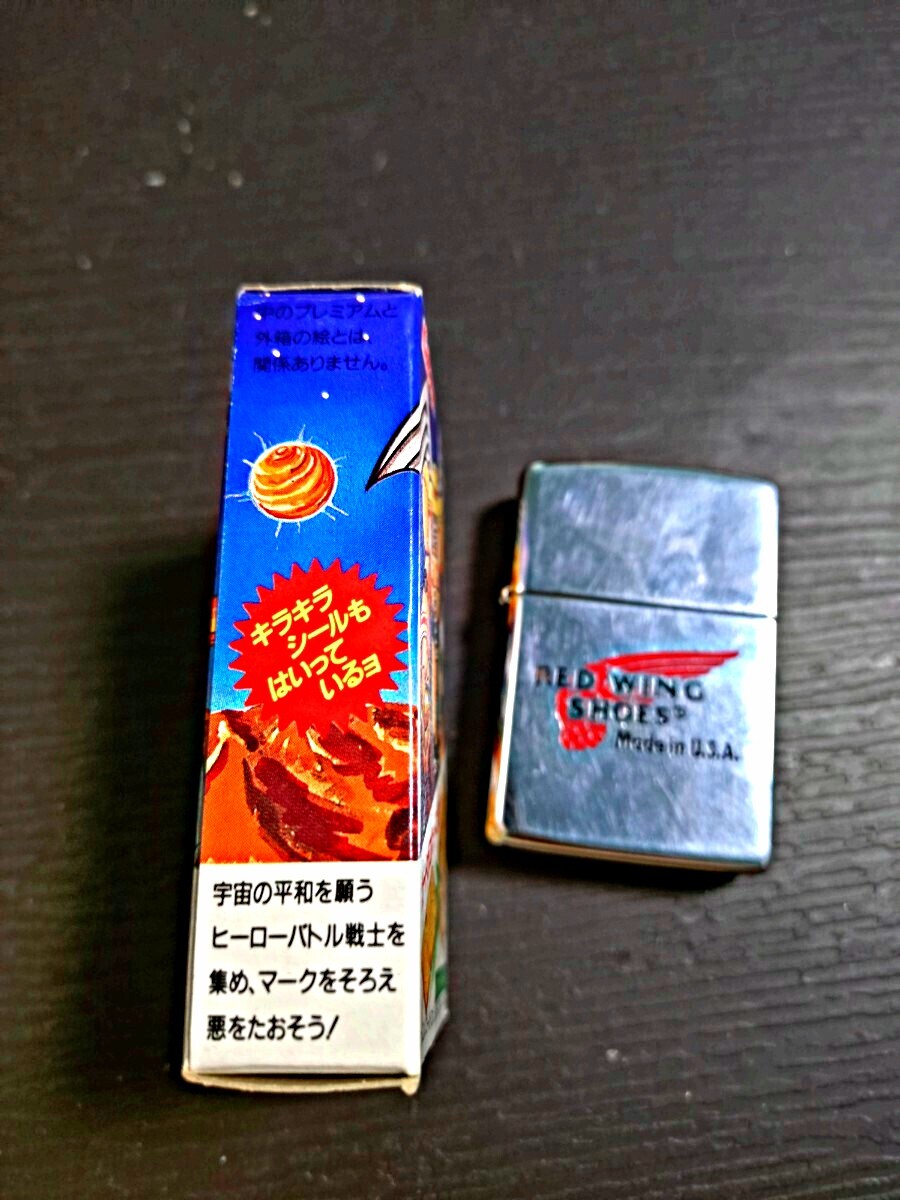 中のプレミアムと
外箱の絵とは、
関係ありません。
キラキラ
シールも
はいって
いるヨ
宇宙の平和を願う
ヒーローバトル戦士を
集め、マークをそろえ
悪をたおそう!
RED WING
SHOES®
Made in U.S.A.